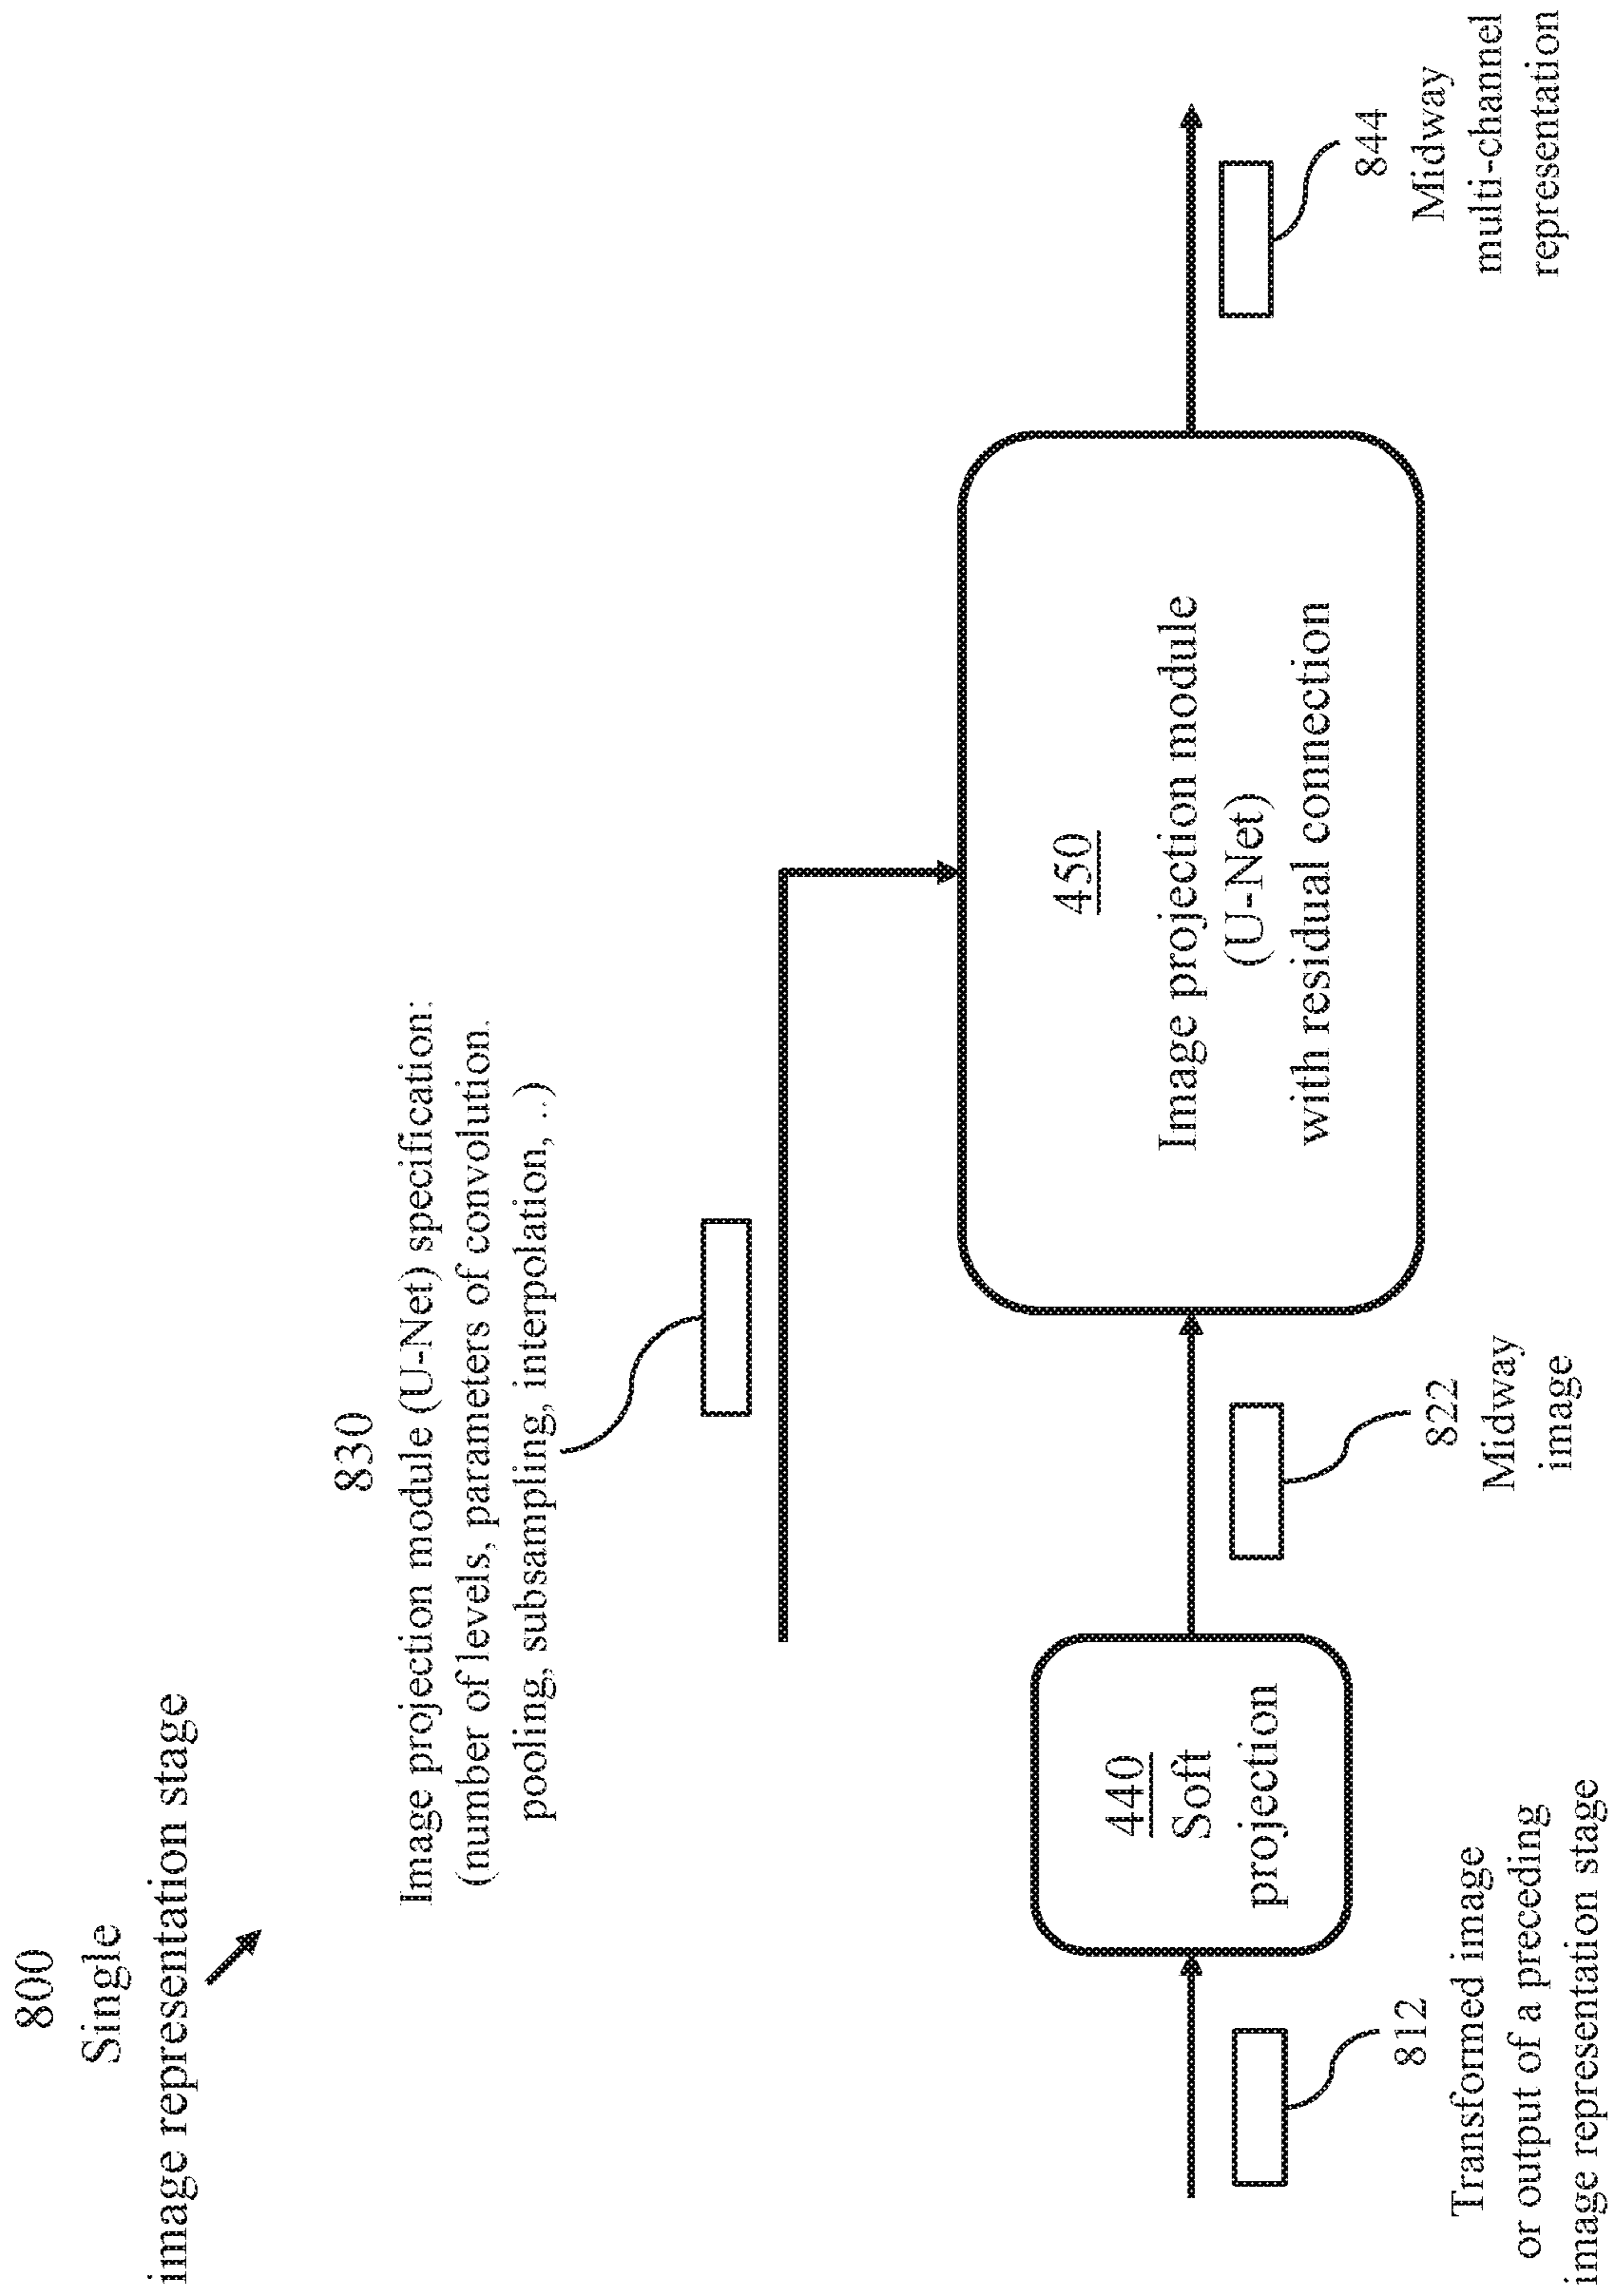 800
Single
image representation stage
830
Image projection module (U-Net) specification:
(number of levels, parameters of convolution.
pooling, subsampling, interpolation, ..)
812
Transformed image
or output of a preceding
image representation stage
440
Soft
projection
822
Midway
image
450
Image projection module
(U-Net)
with residual connection
844
Midway
multi-channel
representation